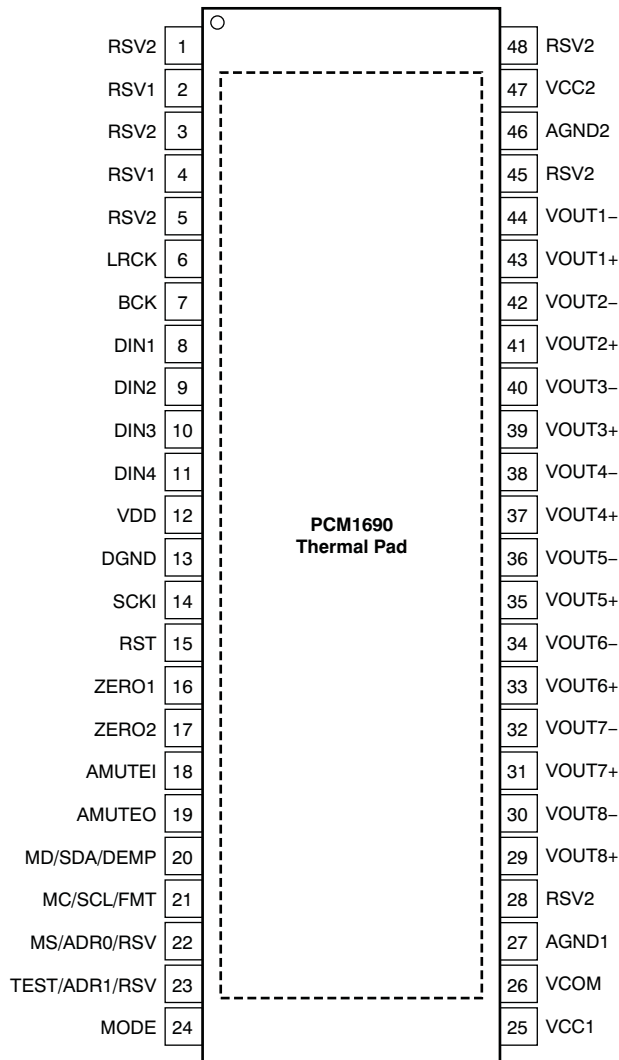 RSV2 1 48 RSV2
RSV1 2 47 VCC2
RSV2 3 46 AGND2
RSV1 4 45 RSV2
RSV2 5 44 VOUT1−
LRCK 6 43 VOUT1+
BCK 7 42 VOUT2−
DIN1 8 41 VOUT2+
DIN2 9 40 VOUT3−
DIN3 10 39 VOUT3+
DIN4 11 38 VOUT4−
VDD 12 37 VOUT4+
PCM1690
Thermal Pad
DGND 13 36 VOUT5−
SCKI 14 35 VOUT5+
RST 15 34 VOUT6−
ZERO1 16 33 VOUT6+
ZERO2 17 32 VOUT7−
AMUTEI 18 31 VOUT7+
AMUTEO 19 30 VOUT8−
MD/SDA/DEMP 20 29 VOUT8+
MC/SCL/FMT 21 28 RSV2
MS/ADR0/RSV 22 27 AGND1
TEST/ADR1/RSV 23 26 VCOM
MODE 24 25 VCC1